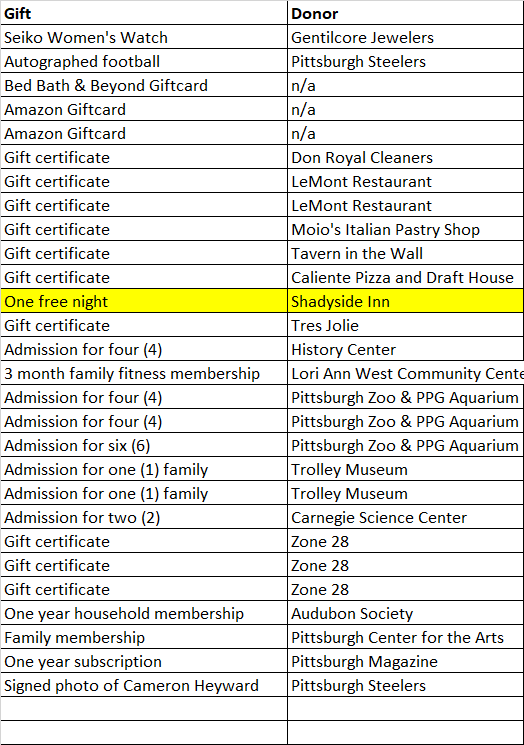 Gift Donor
Seiko Women's Watch Gentilcore Jewelers
Autographed football Pittsburgh Steelers
Bed Bath & Beyond Giftcard n/a
Amazon Giftcard n/a
Amazon Giftcard n/a
Gift certificate Don Royal Cleaners
Gift certificate LeMont Restaurant
Gift certificate LeMont Restaurant
Gift certificate Moio's Italian Pastry Shop
Gift certificate Tavern in the Wall
Gift certificate Caliente Pizza and Draft House
One free night Shadyside Inn
Gift certificate Tres Jolie
Admission for four (4) History Center
3 month family fitness membership Lori Ann West Community Cente
Admission for four (4) Pittsburgh Zoo & PPG Aquarium
Admission for four (4) Pittsburgh Zoo & PPG Aquarium
Admission for six (6) Pittsburgh Zoo & PPG Aquarium
Admission for one (1) family Trolley Museum
Admission for one (1) family Trolley Museum
Admission for two (2) Carnegie Science Center
Gift certificate Zone 28
Gift certificate Zone 28
Gift certificate Zone 28
One year household membership Audubon Society
Family membership Pittsburgh Center for the Arts
One year subscription Pittsburgh Magazine
Signed photo of Cameron Heyward Pittsburgh Steelers